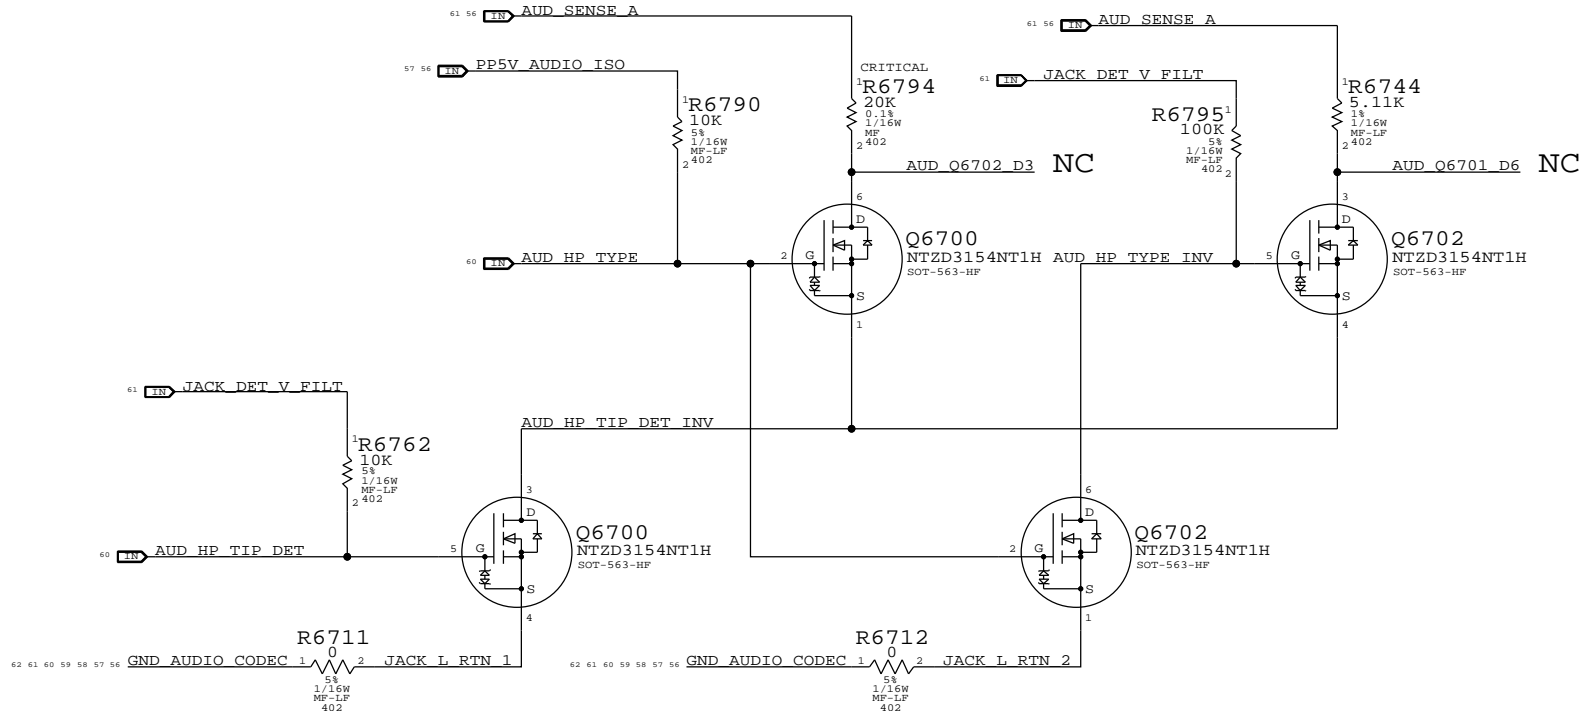 61 56 IN AUD_SENSE_A
61 56 IN AUD_SENSE_A
57 56 IN PP5V_AUDIO_ISO
CRITICAL
61 IN JACK_DET_V_FILT
1 R6790
10K
5%
1/16W
MF-LF
2 402
1 R6794
20K
0.1%
1/16W
MF
2 402
R6795 1
100K
5%
1/16W
MF-LF
402 2
1 R6744
5.11K
1%
1/16W
MF-LF
2 402
AUD_Q6702_D3 NC
AUD_Q6701_D6 NC
60 IN AUD_HP_TYPE
6
D
2 G
S
1
Q6700
NTZD3154NT1H
SOT-563-HF
AUD_HP_TYPE_INV
3
D
5 G
S
4
Q6702
NTZD3154NT1H
SOT-563-HF
61 IN JACK_DET_V_FILT
AUD_HP_TIP_DET_INV
1 R6762
10K
5%
1/16W
MF-LF
2 402
60 IN AUD_HP_TIP_DET
3
D
5 G
S
4
Q6700
NTZD3154NT1H
SOT-563-HF
6
D
2 G
S
1
Q6702
NTZD3154NT1H
SOT-563-HF
R6711
0
62 61 60 59 58 57 56 GND_AUDIO_CODEC 1 2 JACK_L_RTN_1
5%
1/16W
MF-LF
402
R6712
0
62 61 60 59 58 57 56 GND_AUDIO_CODEC 1 2 JACK_L_RTN_2
5%
1/16W
MF-LF
402